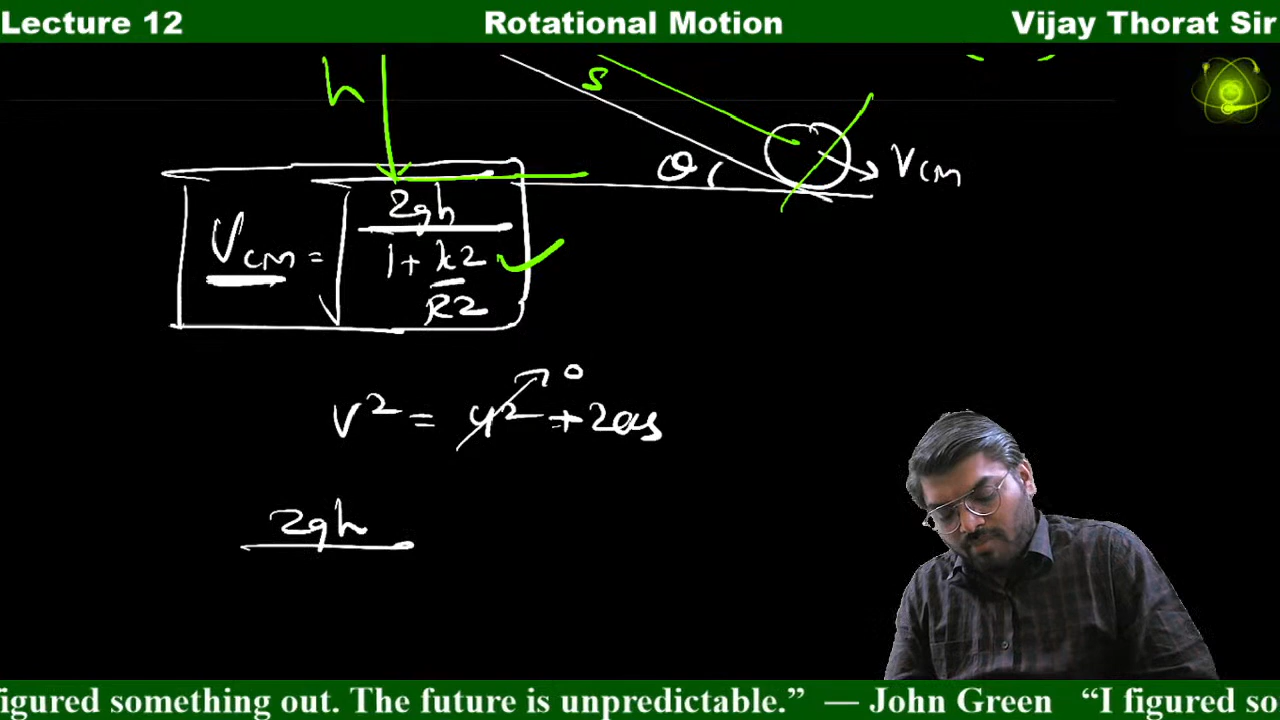 Lecture 12 Rotational Motion Vijay Thorat Sir
h
s
θ
VCM
VCM = √ 2gh
1 + k2
R2
v2 = u2 + 2as
0
2gh
figured something out. The future is unpredictable.” — John Green “I figured so